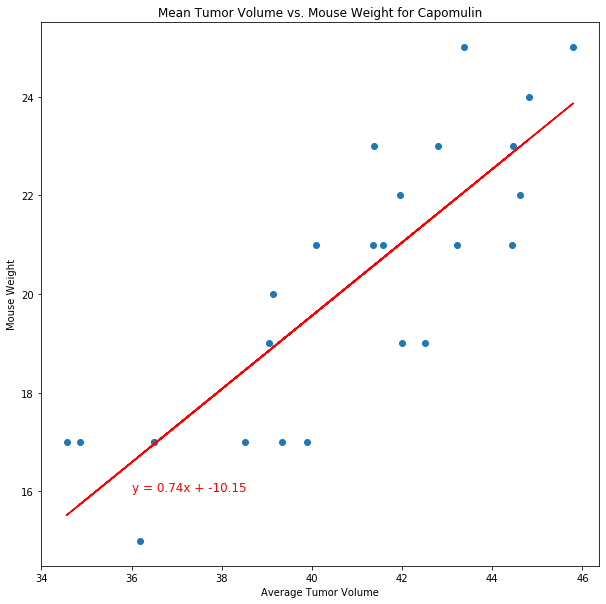 Mean Tumor Volume vs. Mouse Weight for Capomulin
24
22
20
18
16
Mouse Weight
y = 0.74x + -10.15
34 36 38 40 42 44 46
Average Tumor Volume